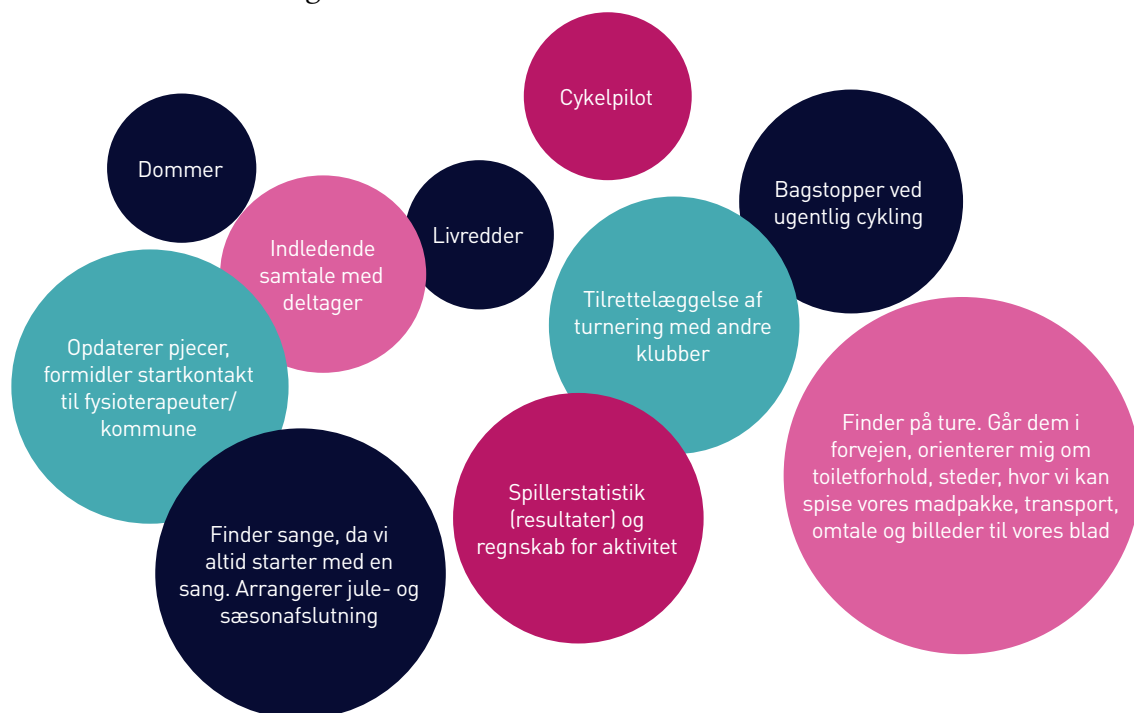 Cykelpilot
Dommer
Bagstopper ved
ugentlig cykling
Livredder
Indledende
samtale med
deltager
Tilrettelæggelse af
turnering med andre
klubber
Opdaterer pjecer,
formidler startkontakt
til fysioterapeuter/
kommune
Finder på ture. Går dem i
forvejen, orienterer mig om
toiletforhold, steder, hvor vi kan
spise vores madpakke, transport,
omtale og billeder til vores blad
Spillerstatistik
(resultater) og
regnskab for aktivitet
Finder sange, da vi
altid starter med en
sang. Arrangerer jule- og
sæsonafslutning